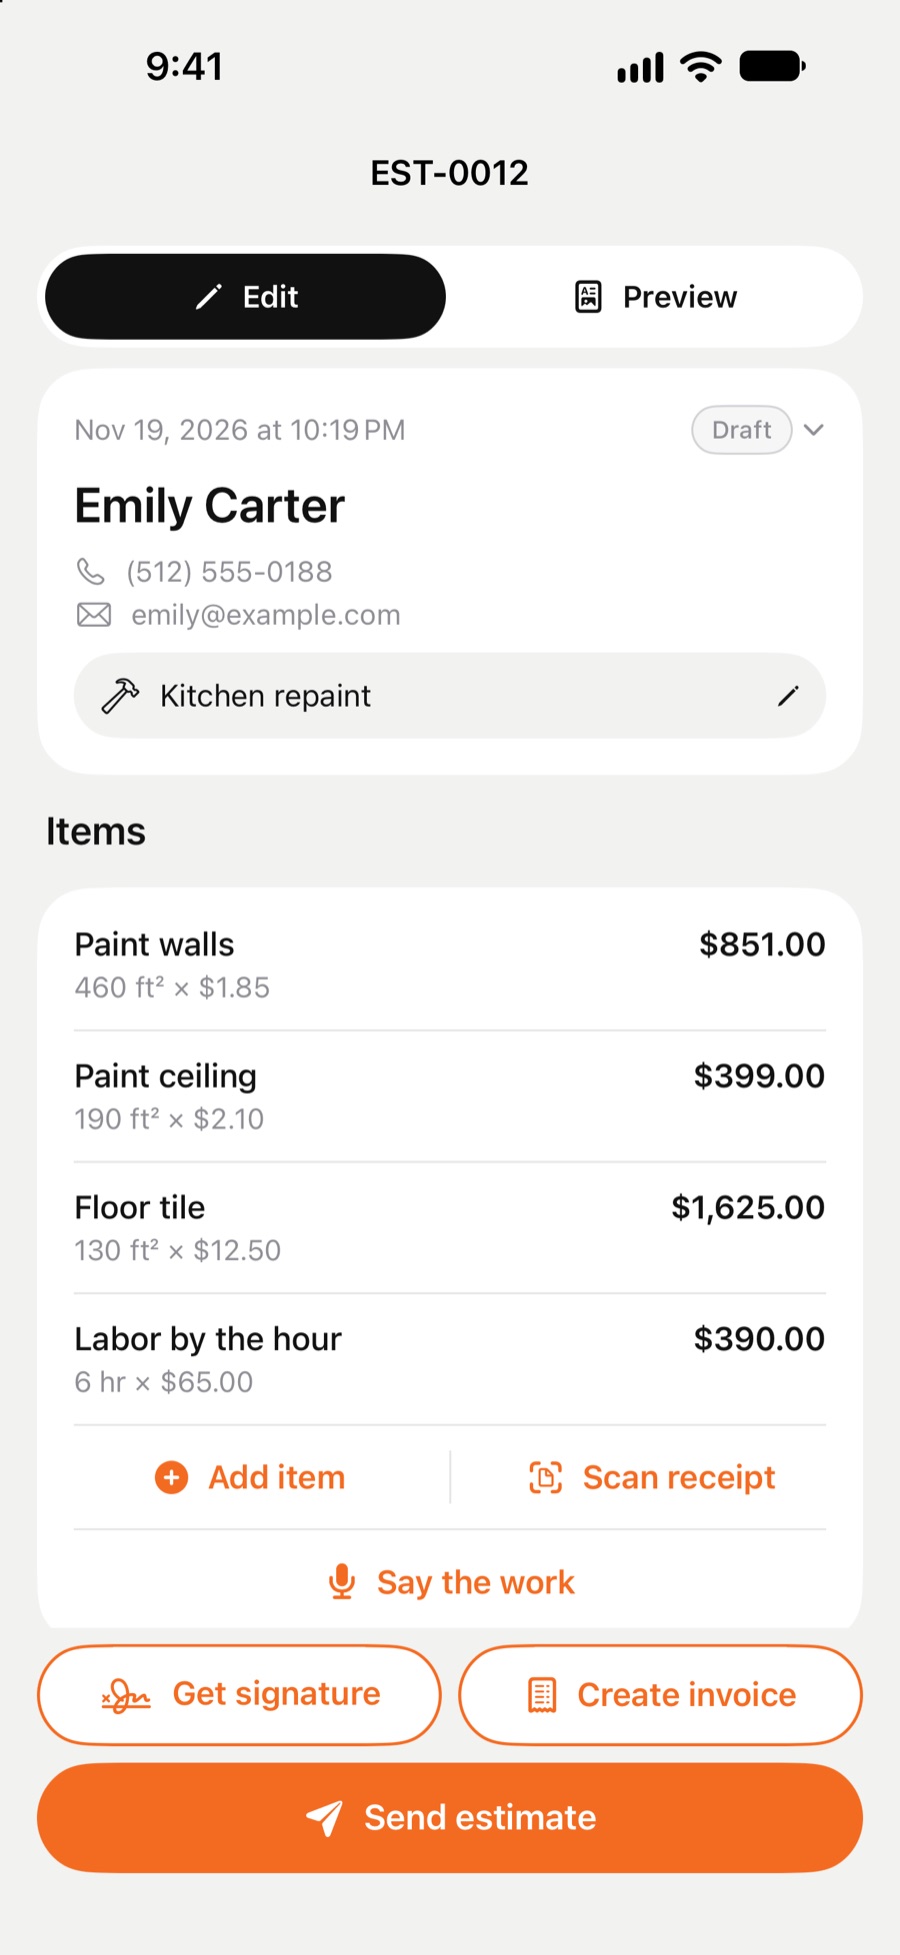 9:41
EST-0012
Edit
Preview
Nov 19, 2026 at 10:19 PM
Draft
Emily Carter
(512) 555-0188
emily@example.com
Kitchen repaint
Items
Paint walls
$851.00
460 ft² × $1.85
Paint ceiling
$399.00
190 ft² × $2.10
Floor tile
$1,625.00
130 ft² × $12.50
Labor by the hour
$390.00
6 hr × $65.00
Add item
Scan receipt
Say the work
Get signature
Create invoice
Send estimate